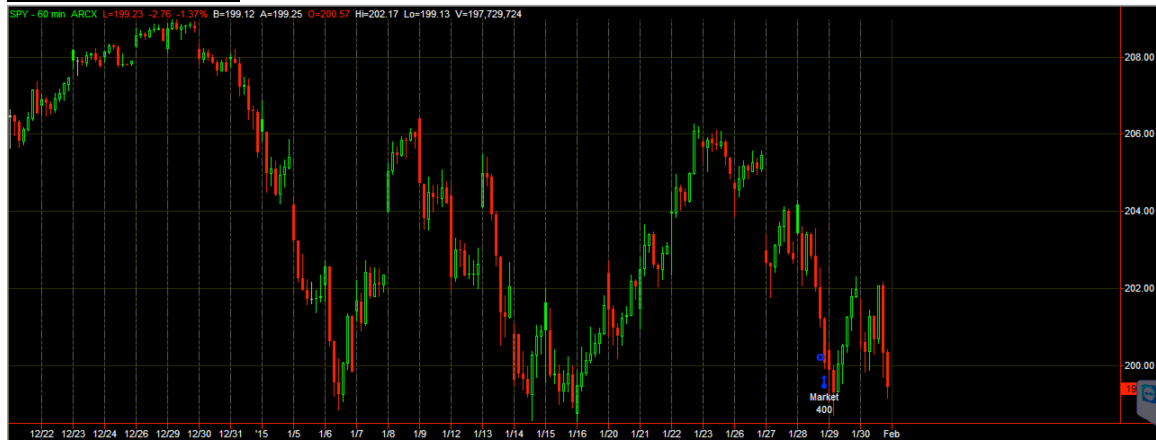 SPY - 60 min ARCX L=199.23 -2.76 -1.37% B=199.12 A=199.25 O=200.57 Hi=202.17 Lo=199.13 V=197,729,724
208.00
206.00
204.00
202.00
200.00
Market
400
12/22 12/23 12/24 12/26 12/29 12/30 12/31 '15 1/5 1/6 1/7 1/8 1/9 1/12 1/13 1/14 1/15 1/16 1/20 1/21 1/22 1/23 1/26 1/27 1/28 1/29 1/30 Feb